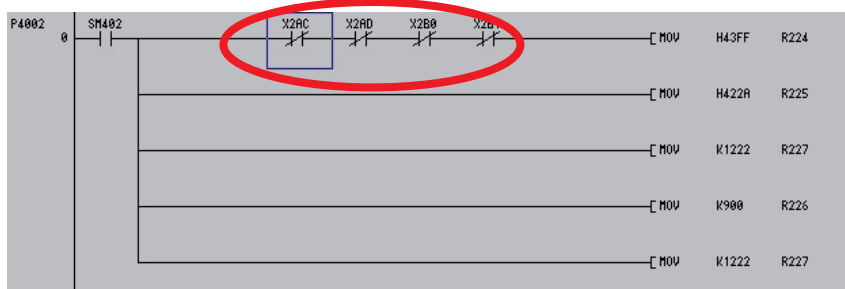 P4002 SM402 X2AC X2AD X2B0
0 [ MOV H43FF R224
[ MOV H422A R225
[ MOV K1222 R227
[ MOV K900 R226
[ MOV K1222 R227